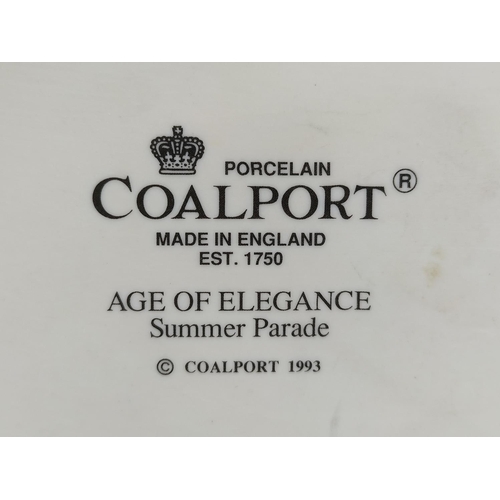 PORCELAIN
COALPORT ®
MADE IN ENGLAND
EST. 1750
AGE OF ELEGANCE
Summer Parade
© COALPORT 1993